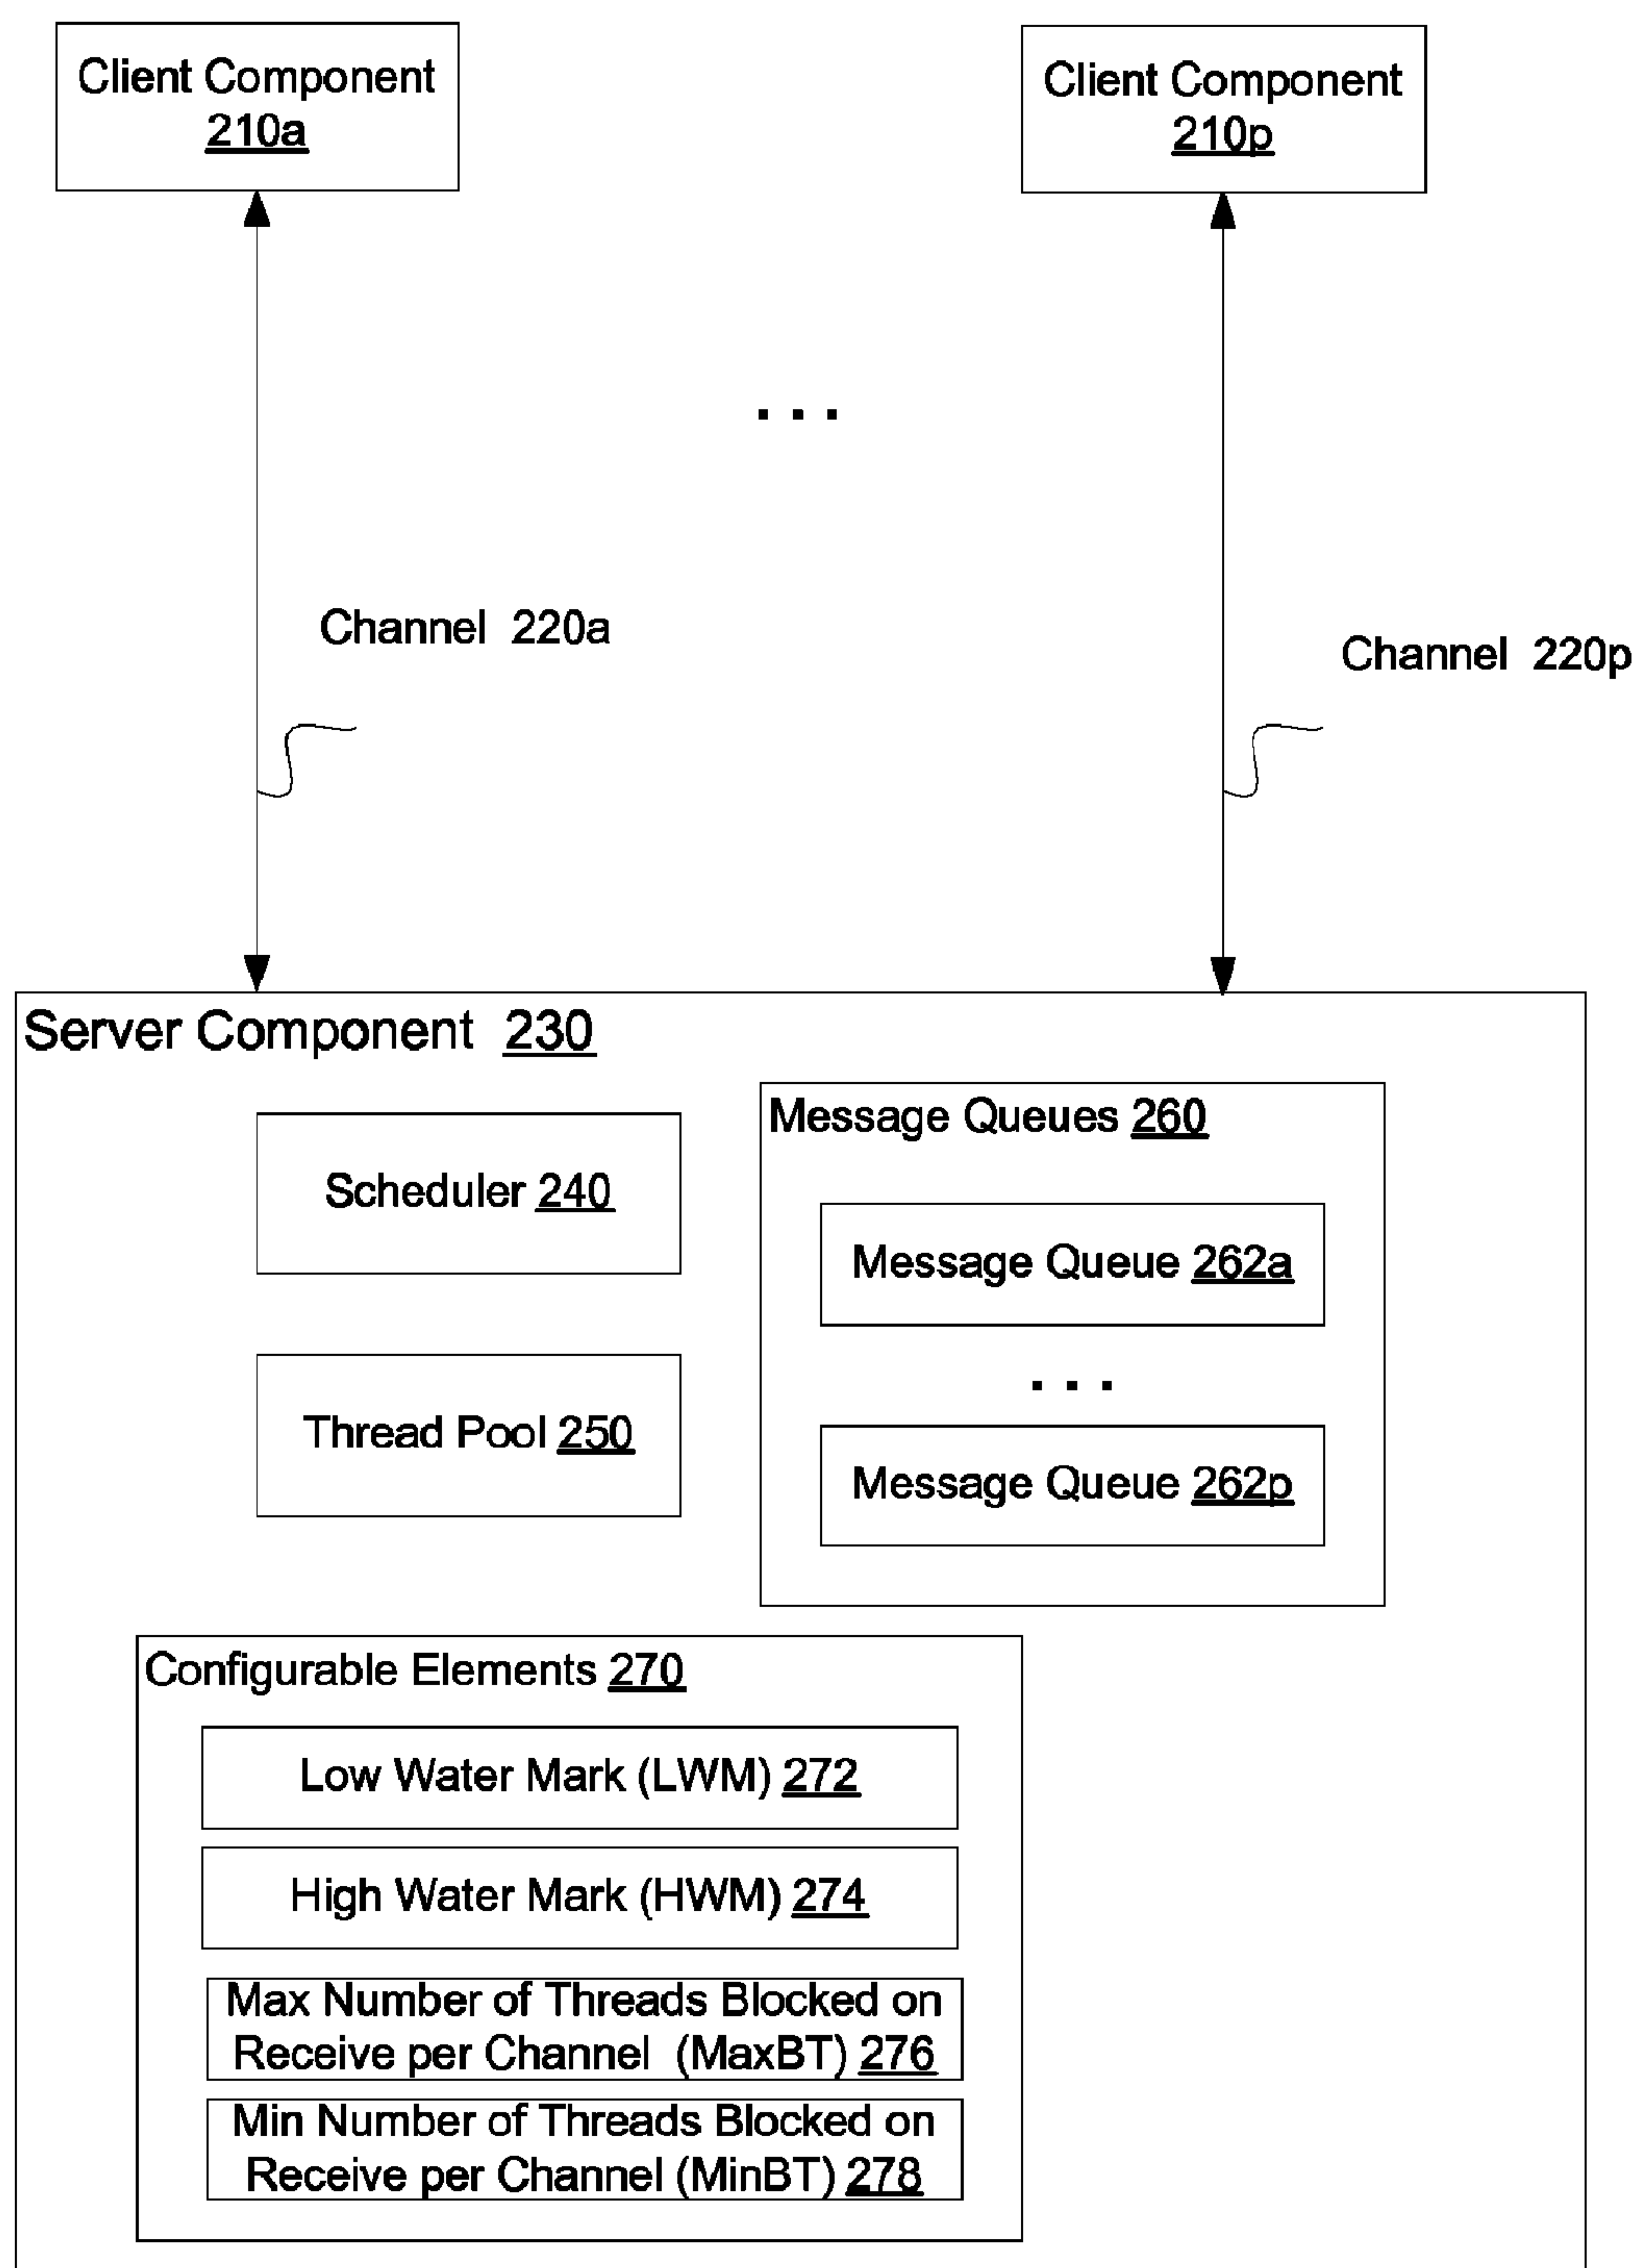 Client Component
210a
Client Component
210p
. . .
Channel 220a
Channel 220p
Server Component 230
Scheduler 240
Thread Pool 250
Message Queues 260
Message Queue 262a
. . .
Message Queue 262p
Configurable Elements 270
Low Water Mark (LWM) 272
High Water Mark (HWM) 274
Max Number of Threads Blocked on
Receive per Channel (MaxBT) 276
Min Number of Threads Blocked on
Receive per Channel (MinBT) 278